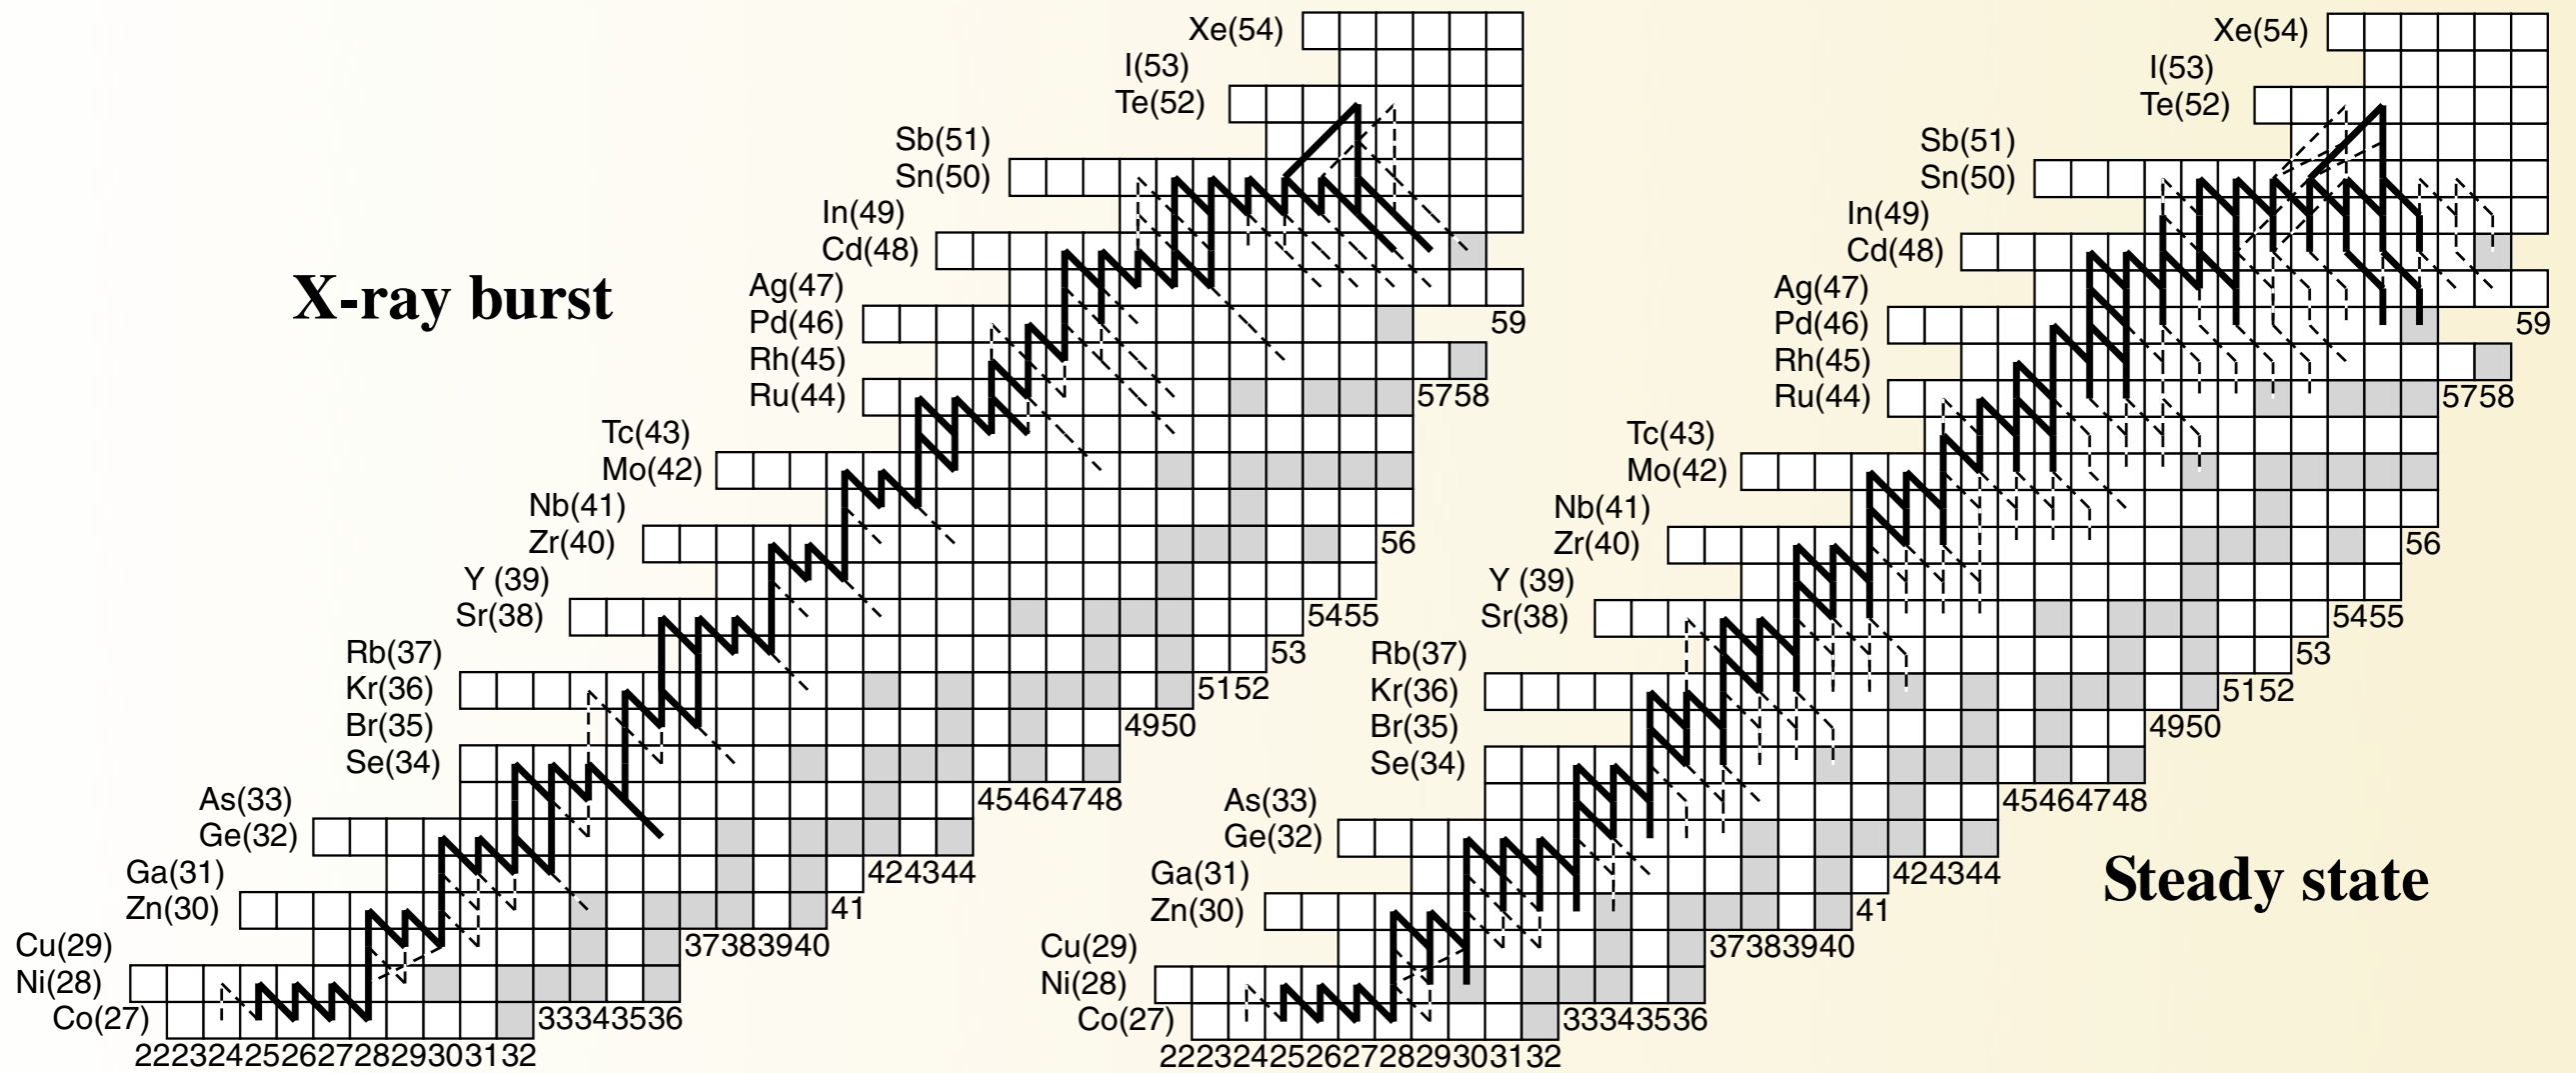 X-ray burst
Xe(54)
I(53)
Te(52)
Sb(51)
Sn(50)
In(49)
Cd(48)
Ag(47)
Pd(46)
59
Rh(45)
Ru(44)
5758
Tc(43)
Mo(42)
Nb(41)
Zr(40)
56
Y (39)
Sr(38)
5455
Rb(37)
53
Kr(36)
5152
Br(35)
4950
Se(34)
As(33)
45464748
Ge(32)
Ga(31)
424344
Zn(30)
41
Cu(29)
37383940
Ni(28)
Co(27)
33343536
2223242526272829303132
Steady state
Xe(54)
I(53)
Te(52)
Sb(51)
Sn(50)
In(49)
Cd(48)
Ag(47)
Pd(46)
59
Rh(45)
Ru(44)
5758
Tc(43)
Mo(42)
Nb(41)
Zr(40)
56
Y (39)
Sr(38)
5455
Rb(37)
53
Kr(36)
5152
Br(35)
4950
Se(34)
As(33)
45464748
Ge(32)
Ga(31)
424344
Zn(30)
41
Cu(29)
37383940
Ni(28)
Co(27)
33343536
2223242526272829303132